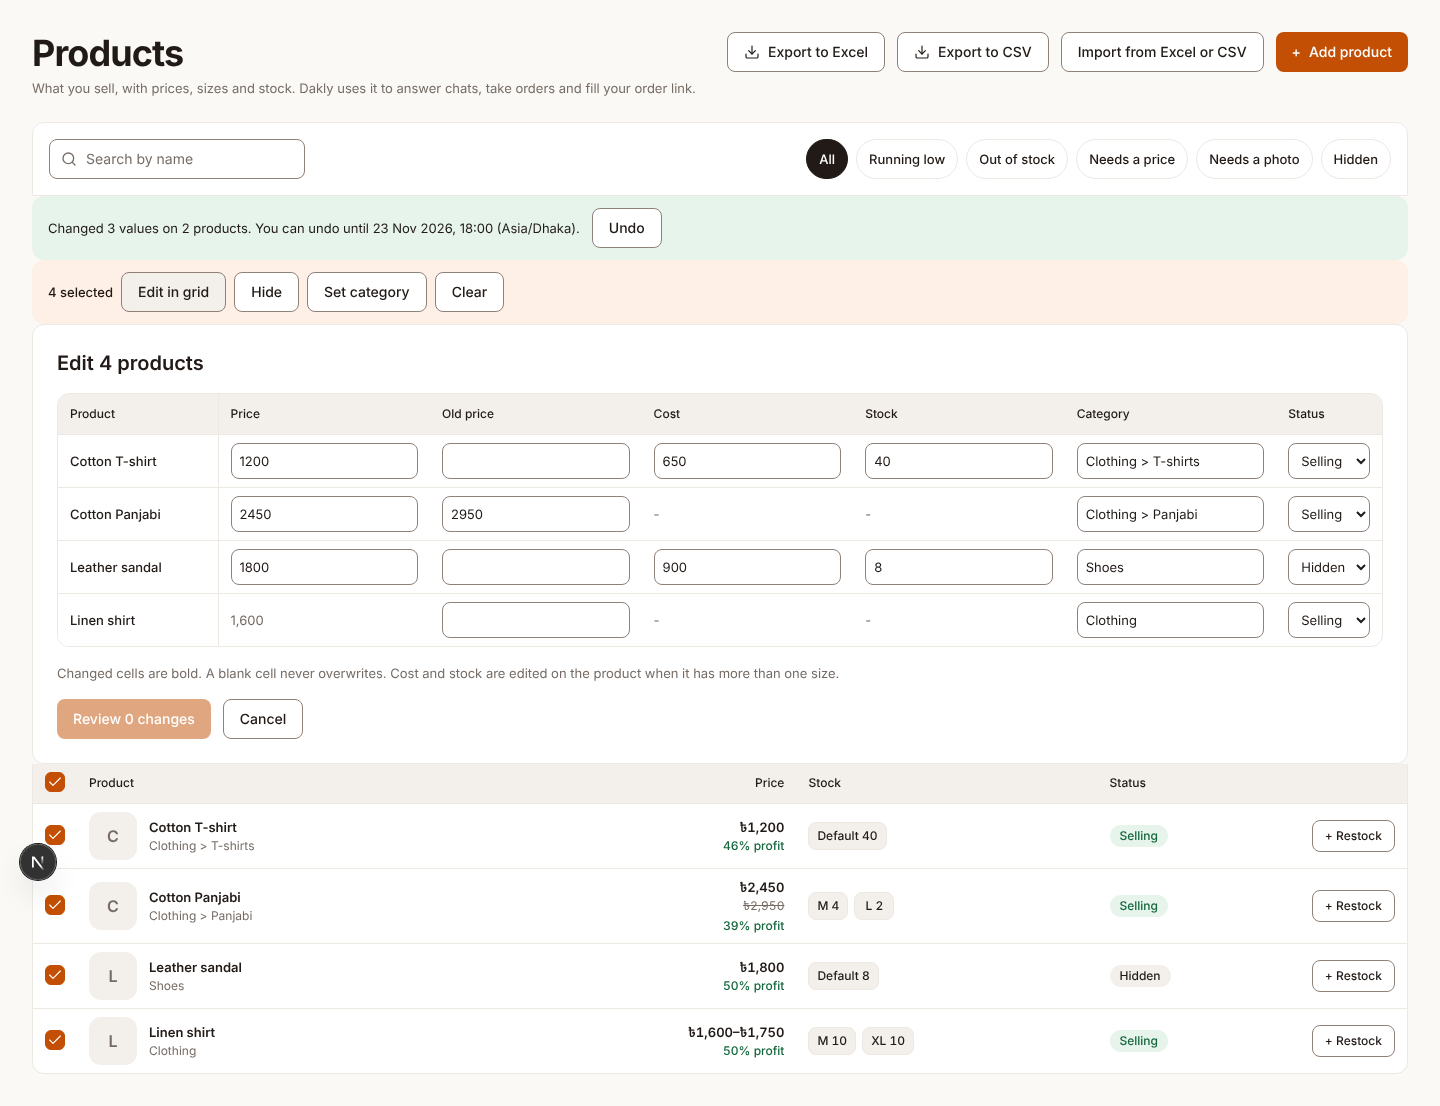 Products
Export to Excel
Export to CSV
Import from Excel or CSV
+ Add product
What you sell, with prices, sizes and stock. Dakly uses it to answer chats, take orders and fill your order link.
Search by name
All
Running low
Out of stock
Needs a price
Needs a photo
Hidden
Changed 3 values on 2 products. You can undo until 23 Nov 2026, 18:00 (Asia/Dhaka). Undo
4 selected Edit in grid Hide Set category Clear
Edit 4 products
Product Price Old price Cost Stock Category Status
Cotton T-shirt 1200 650 40 Clothing > T-shirts Selling
Cotton Panjabi 2450 2950 - - Clothing > Panjabi Selling
Leather sandal 1800 900 8 Shoes Hidden
Linen shirt 1,600 - - Clothing Selling
Changed cells are bold. A blank cell never overwrites. Cost and stock are edited on the product when it has more than one size.
Review 0 changes Cancel
Product Price Stock Status
Cotton T-shirt ৳1,200 Default 40 Selling + Restock
Clothing > T-shirts 46% profit
N
Cotton Panjabi ৳2,450 M 4 L 2 Selling + Restock
Clothing > Panjabi ৳2,950
39% profit
C
C
Leather sandal ৳1,800 Default 8 Hidden + Restock
Shoes 50% profit
L
Linen shirt ৳1,600–৳1,750 M 10 XL 10 Selling + Restock
Clothing 50% profit
L